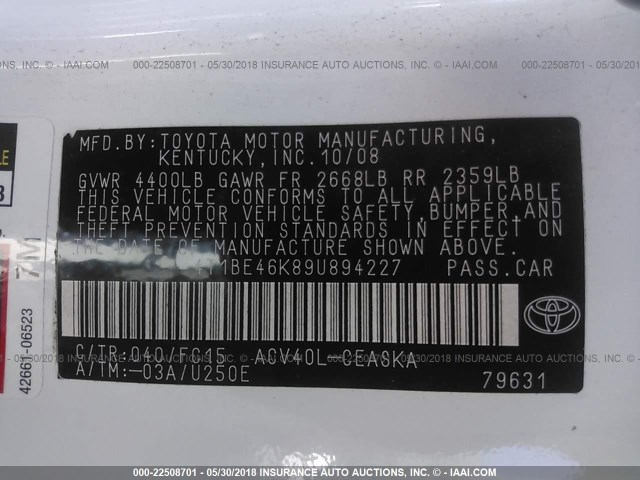 000-22508701 - 05/30/2018 INSURANCE AUTO AUCTIONS, INC. - IAAI.COM
MFD.BY:TOYOTA MOTOR MANUFACTURING,
KENTUCKY,INC.10/08
GVWR 4400LB GAWR FR 2668LB RR 2359LB
THIS VEHICLE CONFORMS TO ALL APPLICABLE
FEDERAL MOTOR VEHICLE SAFETY,BUMPER,AND
THEFT PREVENTION STANDARDS IN EFFECT ON
THE DATE OF MANUFACTURE SHOWN ABOVE.
1BE46K89U894227 PASS.CAR
C/TR:040/FC15 ACV40L-CEASKA
A/TM:-03A/U250E
79631
TOYOTA
42661-06523
000-22508701 - 05/30/2018 INSURANCE AUTO AUCTIONS, INC. - IAAI.COM